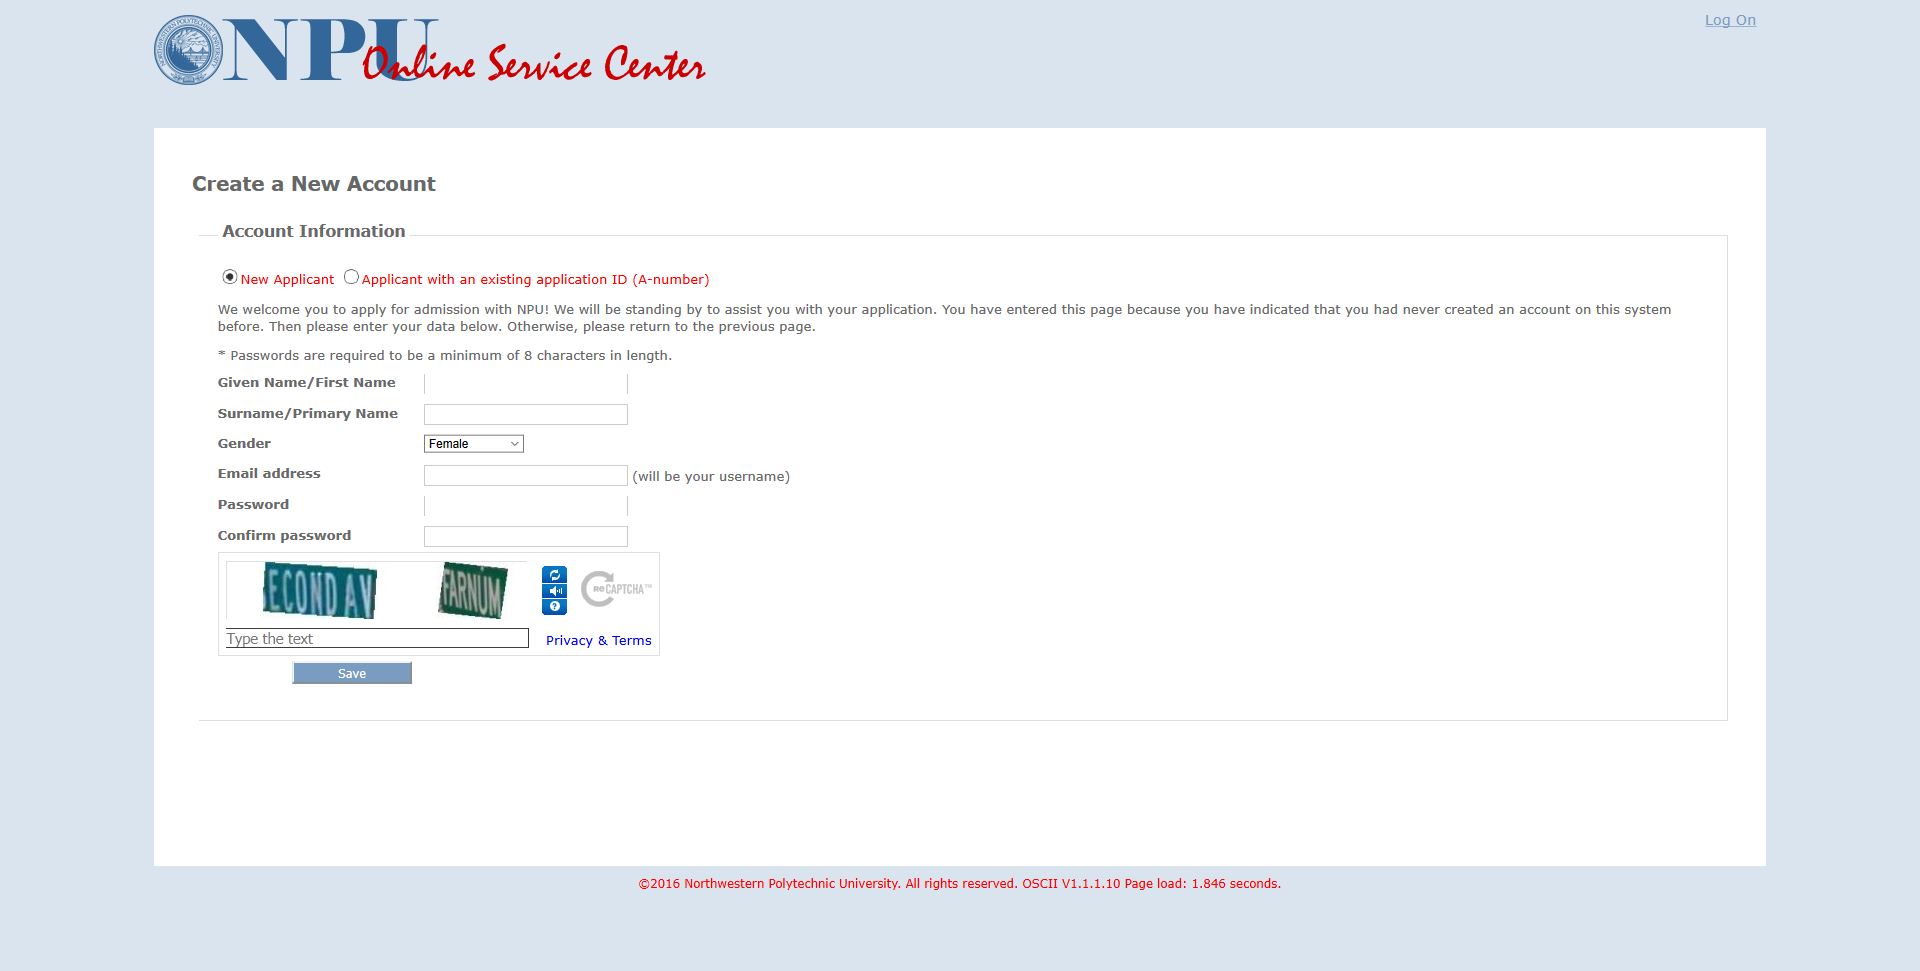 NPU Online Service Center
Log On
Create a New Account
Account Information
New Applicant Applicant with an existing application ID (A-number)
We welcome you to apply for admission with NPU! We will be standing by to assist you with your application. You have entered this page because you have indicated that you had never created an account on this system
before. Then please enter your data below. Otherwise, please return to the previous page.
* Passwords are required to be a minimum of 8 characters in length.
Given Name/First Name
Surname/Primary Name
Gender Female
Email address (will be your username)
Password
Confirm password
ECOND AV FARNUM
reCAPTCHA™
Type the text Privacy & Terms
Save
©2016 Northwestern Polytechnic University. All rights reserved. OSCII V1.1.1.10 Page load: 1.846 seconds.